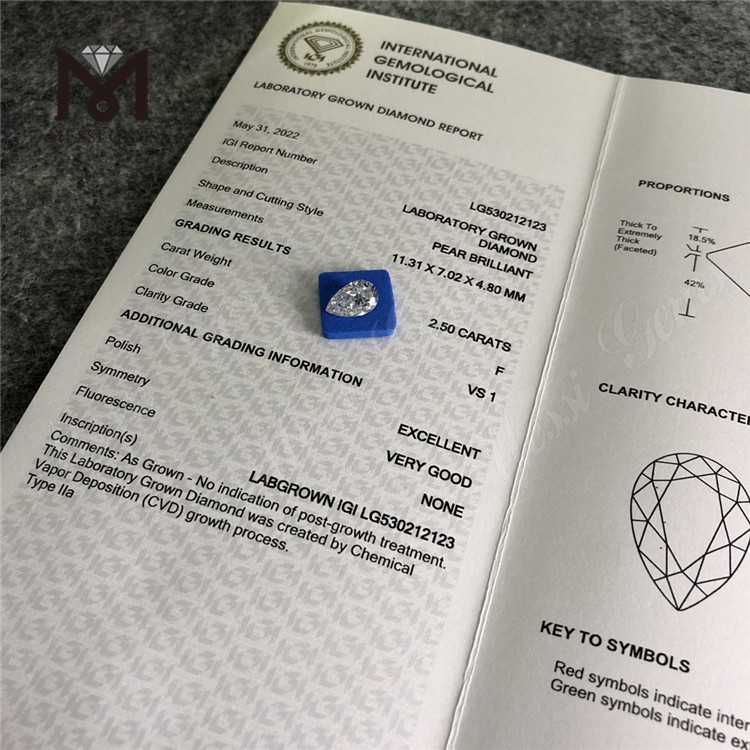 INTERNATIONAL
GEMOLOGICAL
INSTITUTE
IGI
1975
LABORATORY GROWN DIAMOND REPORT
May 31, 2022
IGI Report Number LG530212123
Description LABORATORY GROWN
DIAMOND
Shape and Cutting Style PEAR BRILLIANT
Measurements 11.31 X 7.02 X 4.80 MM
GRADING RESULTS
Carat Weight 2.50 CARATS
Color Grade F
Clarity Grade VS 1
ADDITIONAL GRADING INFORMATION
Polish EXCELLENT
Symmetry VERY GOOD
Fluorescence NONE
Inscription(s) LABGROWN IGI LG530212123
Comments: As Grown - No indication of post-growth treatment.
This Laboratory Grown Diamond was created by Chemical
Vapor Deposition (CVD) growth process.
Type IIa
PROPORTIONS
Thick To
Extremely
Thick
(Faceted)
18.5%
42%
CLARITY CHARACTE
KEY TO SYMBOLS
Red symbols indicate inter
Green symbols indicate ex